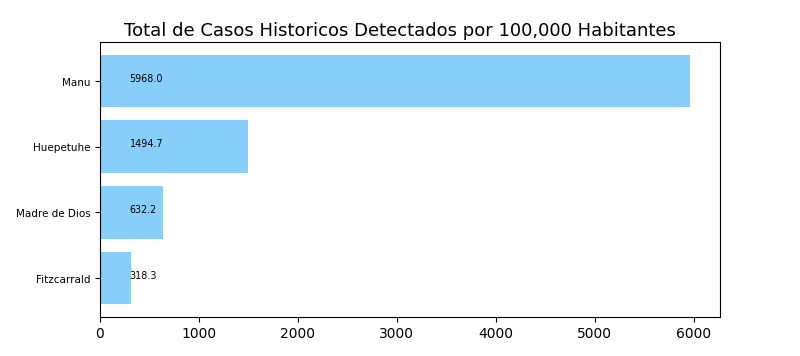 Total de Casos Historicos Detectados por 100,000 Habitantes
Manu
5968.0
Huepetuhe
1494.7
Madre de Dios
632.2
Fitzcarrald
318.3
0 1000 2000 3000 4000 5000 6000